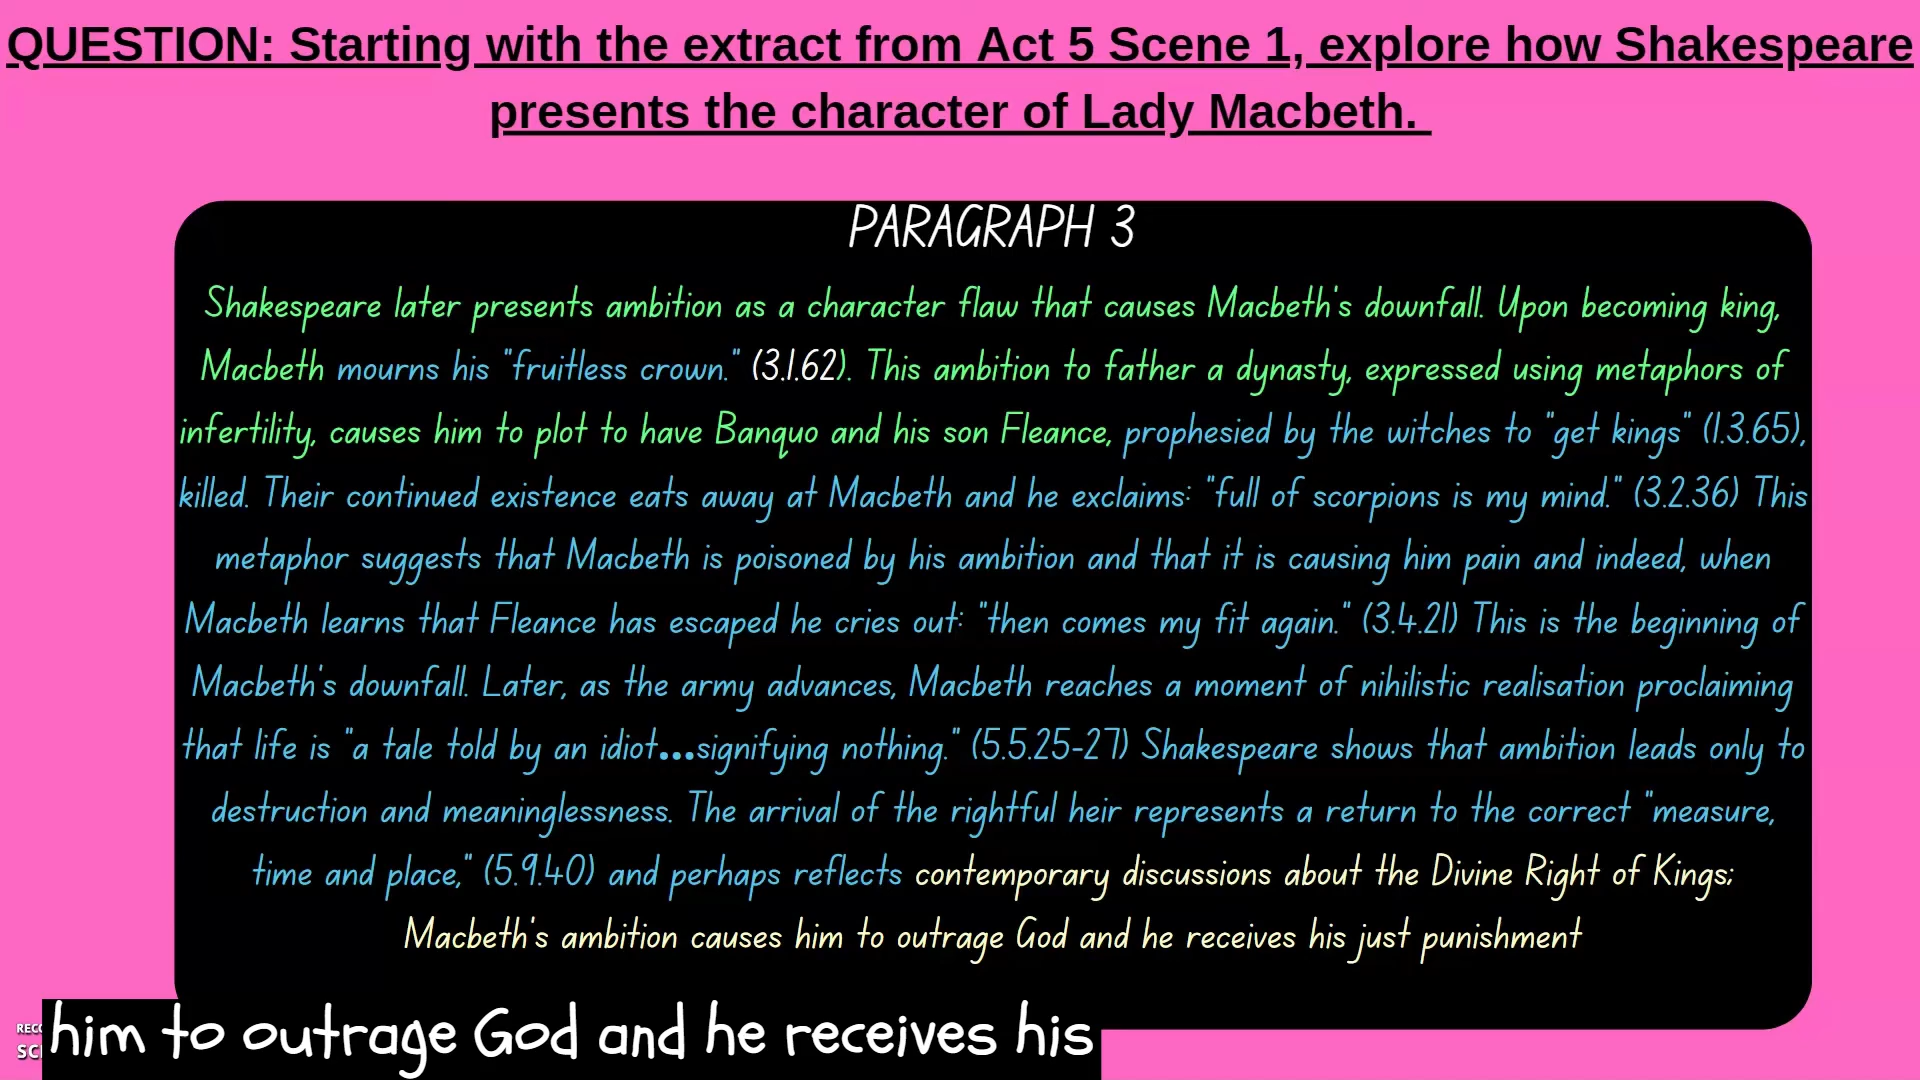 QUESTION: Starting with the extract from Act 5 Scene 1, explore how Shakespeare
presents the character of Lady Macbeth.
PARAGRAPH 3
Shakespeare later presents ambition as a character flaw that causes Macbeth's downfall. Upon becoming king,
Macbeth mourns his "fruitless crown." (3.1.62). This ambition to father a dynasty, expressed using metaphors of
infertility, causes him to plot to have Banquo and his son Fleance, prophesied by the witches to "get kings" (1.3.65),
killed. Their continued existence eats away at Macbeth and he exclaims: "full of scorpions is my mind." (3.2.36) This
metaphor suggests that Macbeth is poisoned by his ambition and that it is causing him pain and indeed, when
Macbeth learns that Fleance has escaped he cries out: "then comes my fit again." (3.4.21) This is the beginning of
Macbeth's downfall. Later, as the army advances, Macbeth reaches a moment of nihilistic realisation proclaiming
that life is "a tale told by an idiot...signifying nothing." (5.5.25-27) Shakespeare shows that ambition leads only to
destruction and meaninglessness. The arrival of the rightful heir represents a return to the correct "measure,
time and place," (5.9.40) and perhaps reflects contemporary discussions about the Divine Right of Kings;
Macbeth's ambition causes him to outrage God and he receives his just punishment
him to outrage God and he receives his